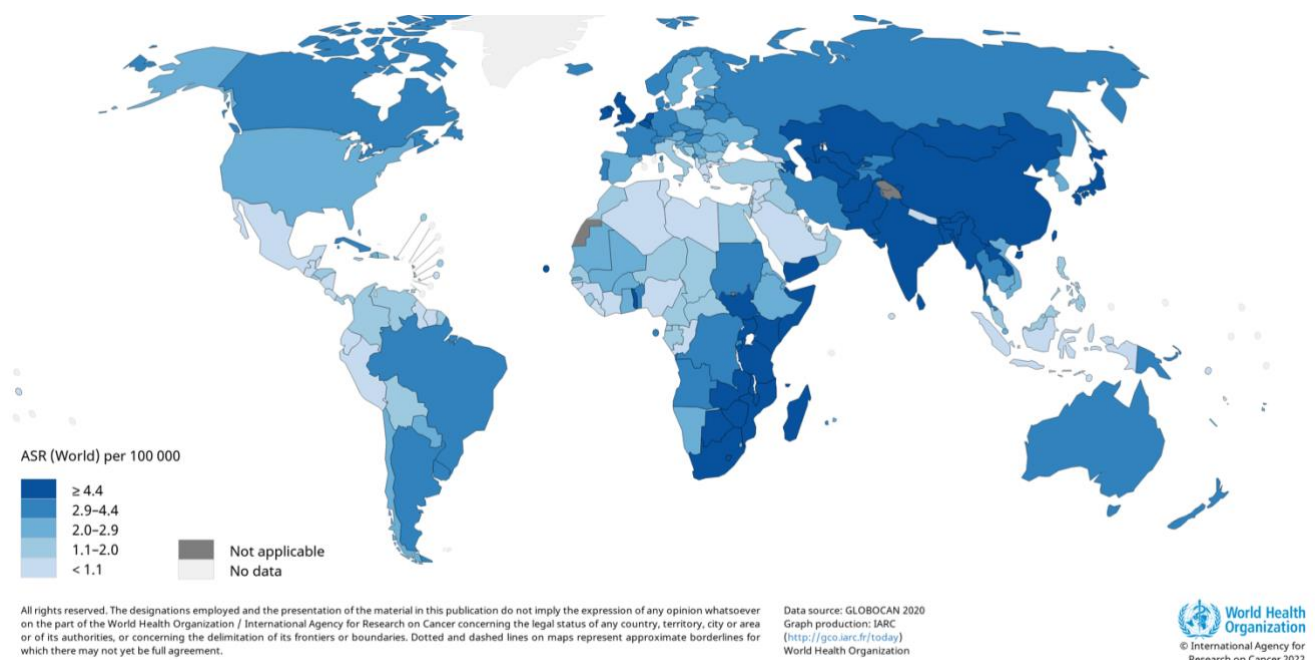 ASR (World) per 100 000
≥ 4.4
2.9–4.4
2.0–2.9
1.1–2.0
< 1.1
Not applicable
No data
All rights reserved. The designations employed and the presentation of the material in this publication do not imply the expression of any opinion whatsoever
on the part of the World Health Organization / International Agency for Research on Cancer concerning the legal status of any country, territory, city or area
or of its authorities, or concerning the delimitation of its frontiers or boundaries. Dotted and dashed lines on maps represent approximate borderlines for
which there may not yet be full agreement.
Data source: GLOBOCAN 2020
Graph production: IARC
(http://gco.iarc.fr/today)
World Health Organization
World Health
Organization
© International Agency for
Research on Cancer 2022